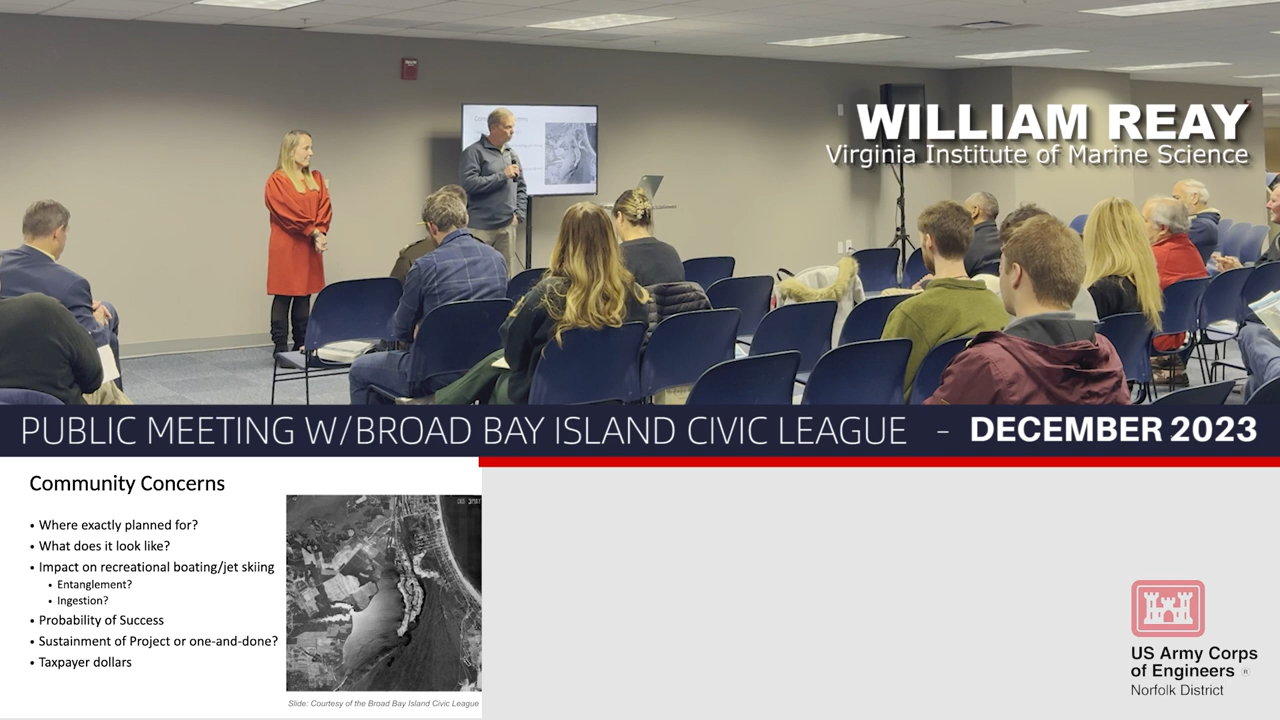 WILLIAM REAY
Virginia Institute of Marine Science
PUBLIC MEETING W/BROAD BAY ISLAND CIVIC LEAGUE - DECEMBER 2023
Community Concerns
• Where exactly planned for?
• What does it look like?
• Impact on recreational boating/jet skiing
• Entanglement?
• Ingestion?
• Probability of Success
• Sustainment of Project or one-and-done?
• Taxpayer dollars
Slide: Courtesy of the Broad Bay Island Civic League
US Army Corps
of Engineers ®
Norfolk District